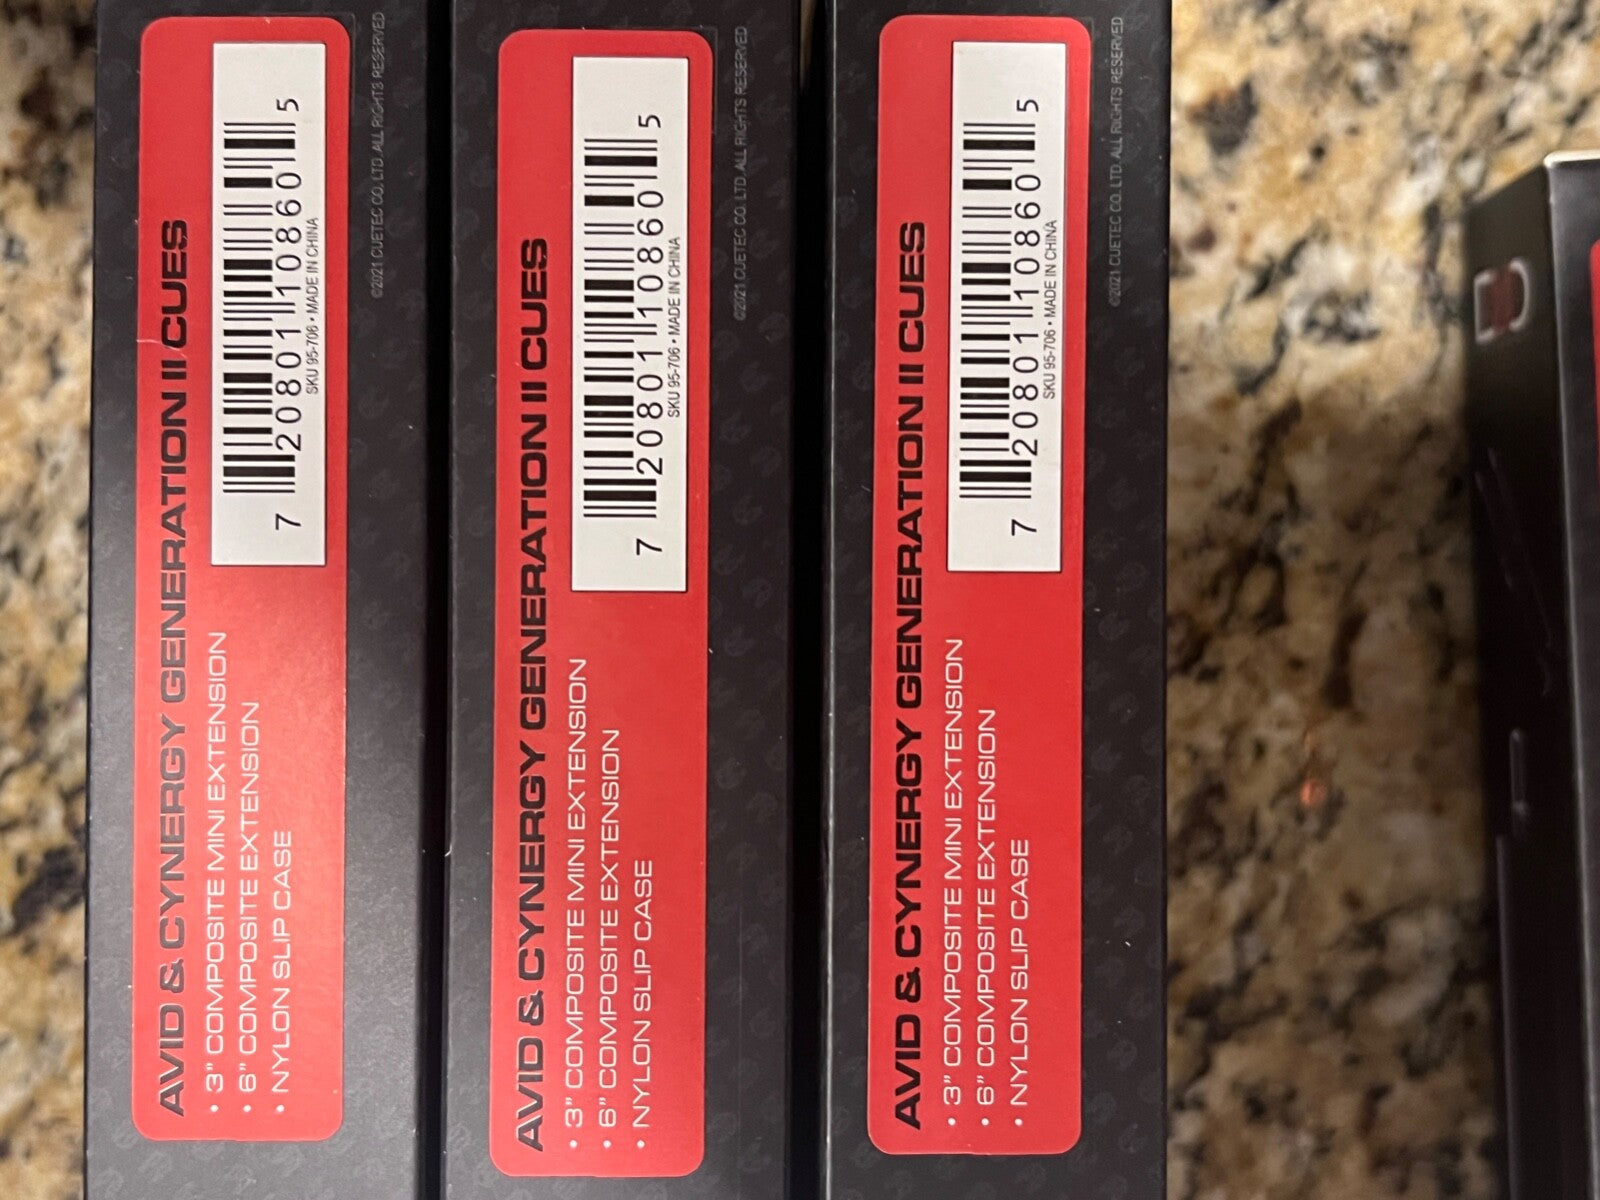 AVID & CYNERGY GENERATION II CUES
• 3" COMPOSITE MINI EXTENSION
• 6" COMPOSITE EXTENSION
• NYLON SLIP CASE
7 20801 10860 5
SKU 95-706 • MADE IN CHINA
©2021 CUETEC CO. LTD. ALL RIGHTS RESERVED
AVID & CYNERGY GENERATION II CUES
• 3" COMPOSITE MINI EXTENSION
• 6" COMPOSITE EXTENSION
• NYLON SLIP CASE
7 20801 10860 5
SKU 95-706 • MADE IN CHINA
©2021 CUETEC CO. LTD. ALL RIGHTS RESERVED
AVID & CYNERGY GENERATION II CUES
• 3" COMPOSITE MINI EXTENSION
• 6" COMPOSITE EXTENSION
• NYLON SLIP CASE
7 20801 10860 5
SKU 95-706 • MADE IN CHINA
©2021 CUETEC CO. LTD. ALL RIGHTS RESERVED